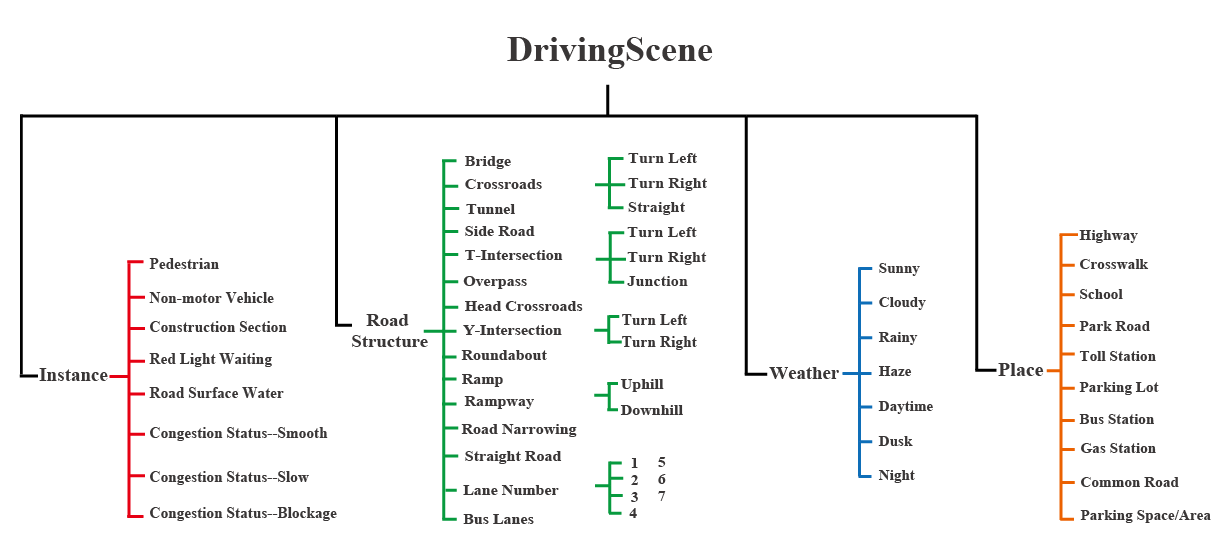 DrivingScene
Instance
Pedestrian
Non-motor Vehicle
Construction Section
Red Light Waiting
Road Surface Water
Congestion Status--Smooth
Congestion Status--Slow
Congestion Status--Blockage
Road
Structure
Bridge
Crossroads
Tunnel
Side Road
T-Intersection
Overpass
Head Crossroads
Y-Intersection
Roundabout
Ramp
Rampway
Road Narrowing
Straight Road
Lane Number
Bus Lanes
Turn Left
Turn Right
Straight
Turn Left
Turn Right
Junction
Turn Left
Turn Right
Uphill
Downhill
1 5
2 6
3 7
4
Weather
Sunny
Cloudy
Rainy
Haze
Daytime
Dusk
Night
Place
Highway
Crosswalk
School
Park Road
Toll Station
Parking Lot
Bus Station
Gas Station
Common Road
Parking Space/Area